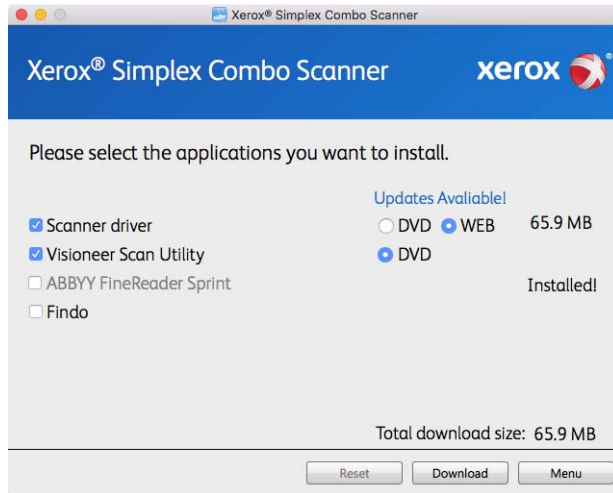 Xerox® Simplex Combo Scanner
Xerox® Simplex Combo Scanner
xerox ®
Please select the applications you want to install.
Updates Avaliable!
Scanner driver DVD WEB 65.9 MB
Visioneer Scan Utility DVD
ABBYY FineReader Sprint Installed!
Findo
Total download size: 65.9 MB
Reset Download Menu